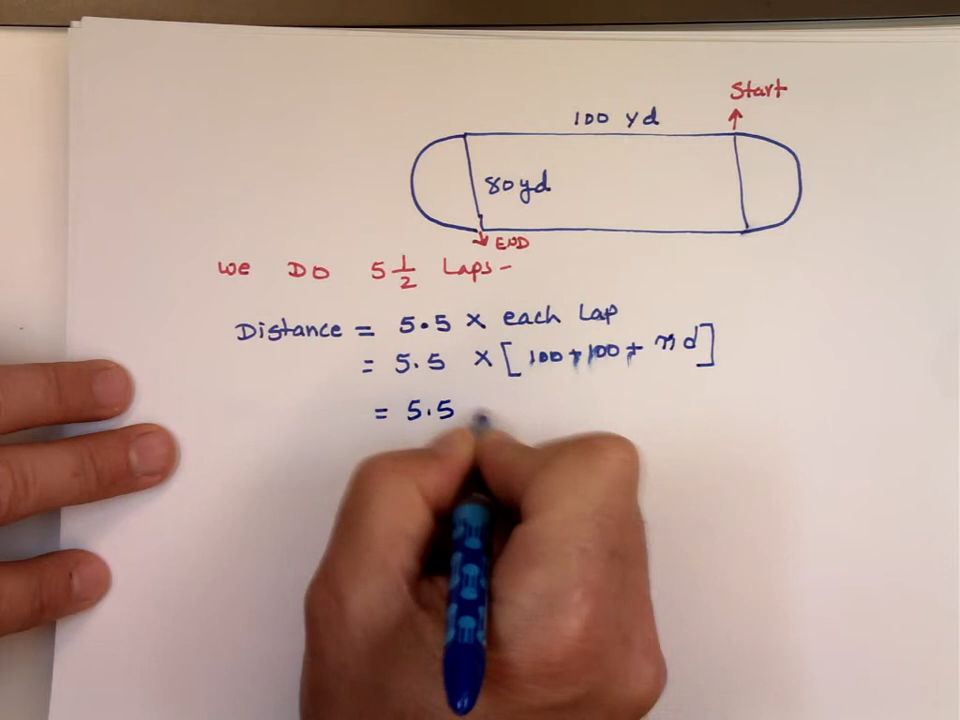 Start
100 yd
80yd
END
We DO 5 1/2 Laps-
Distance = 5.5 × each Lap
= 5.5 × [100+100+ πd]
= 5.5